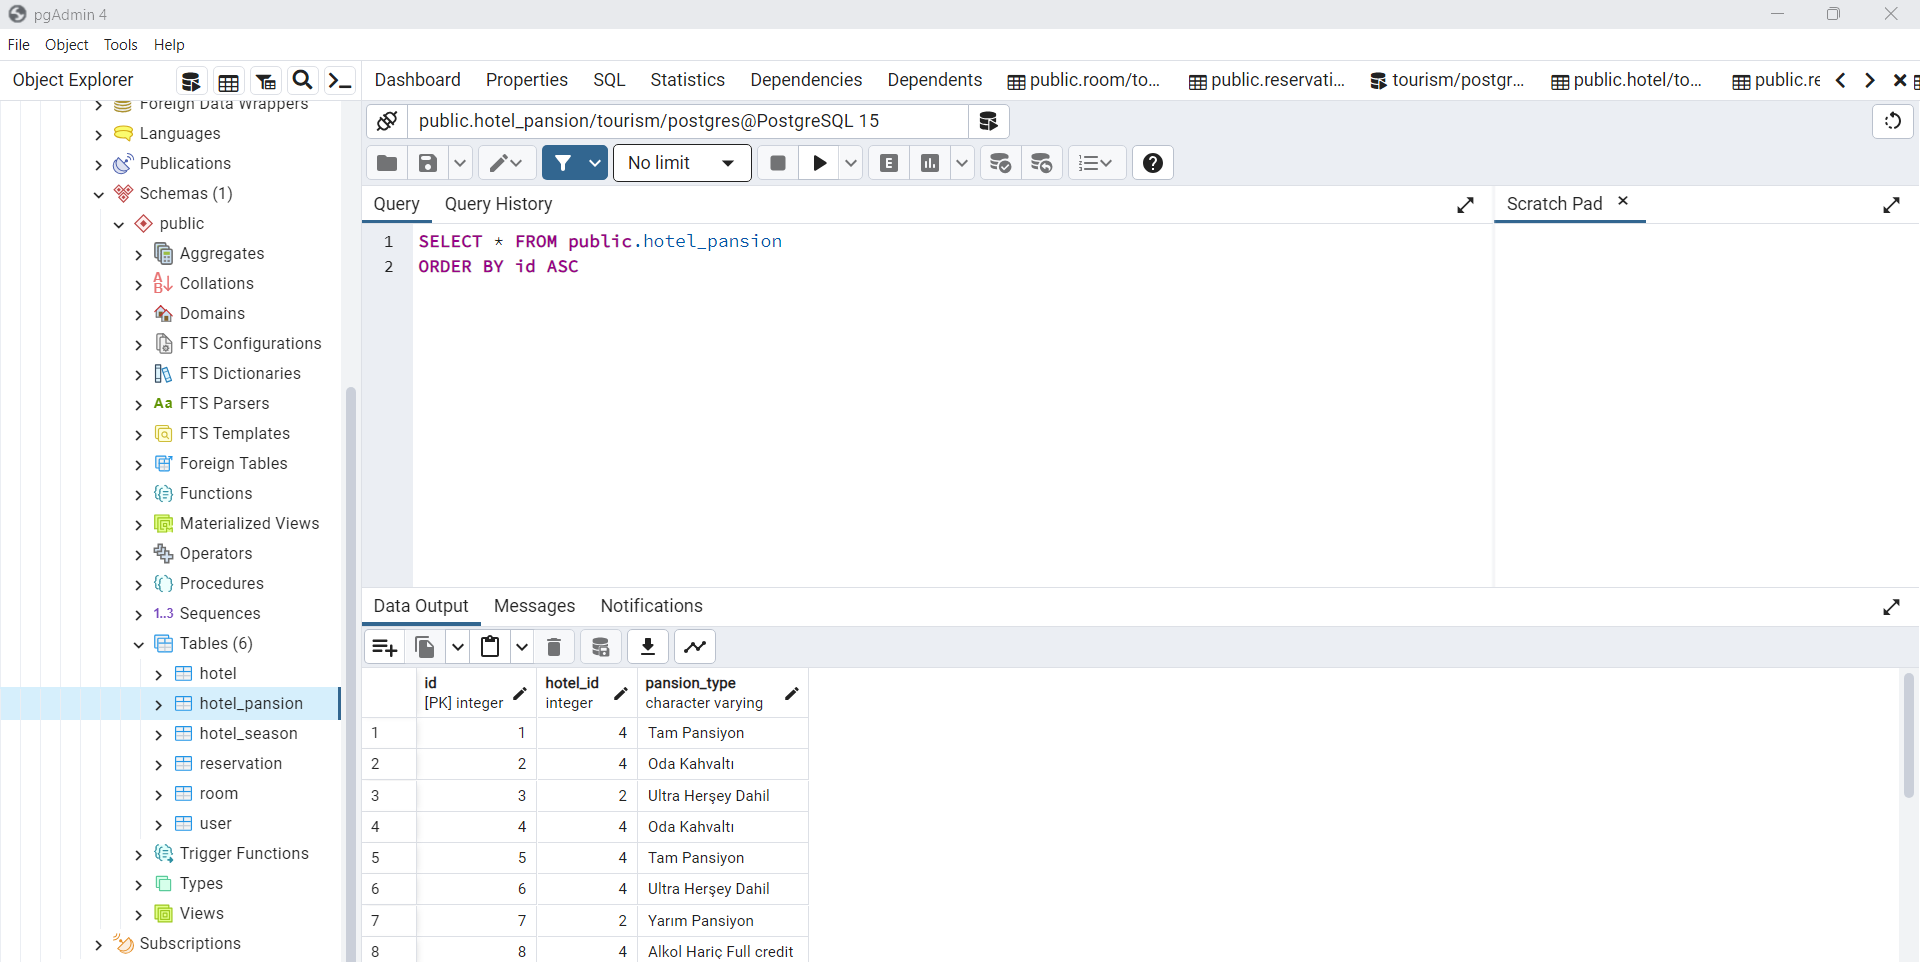 pgAdmin 4
File Object Tools Help
Object Explorer
Dashboard Properties SQL Statistics Dependencies Dependents public.room/to... public.reservati... tourism/postgr... public.hotel/to... public.re
Foreign Data Wrappers
Languages
Publications
Schemas (1)
public
Aggregates
Collations
Domains
FTS Configurations
FTS Dictionaries
Aa FTS Parsers
FTS Templates
Foreign Tables
Functions
Materialized Views
Operators
Procedures
1..3 Sequences
Tables (6)
hotel
hotel_pansion
hotel_season
reservation
room
user
Trigger Functions
Types
Views
Subscriptions
public.hotel_pansion/tourism/postgres@PostgreSQL 15
No limit
E
Query Query History
Scratch Pad
1 SELECT * FROM public.hotel_pansion
2 ORDER BY id ASC
Data Output Messages Notifications
id hotel_id pansion_type
[PK] integer integer character varying
1 1 4 Tam Pansiyon
2 2 4 Oda Kahvaltı
3 3 2 Ultra Herşey Dahil
4 4 4 Oda Kahvaltı
5 5 4 Tam Pansiyon
6 6 4 Ultra Herşey Dahil
7 7 2 Yarım Pansiyon
8 8 4 Alkol Hariç Full credit